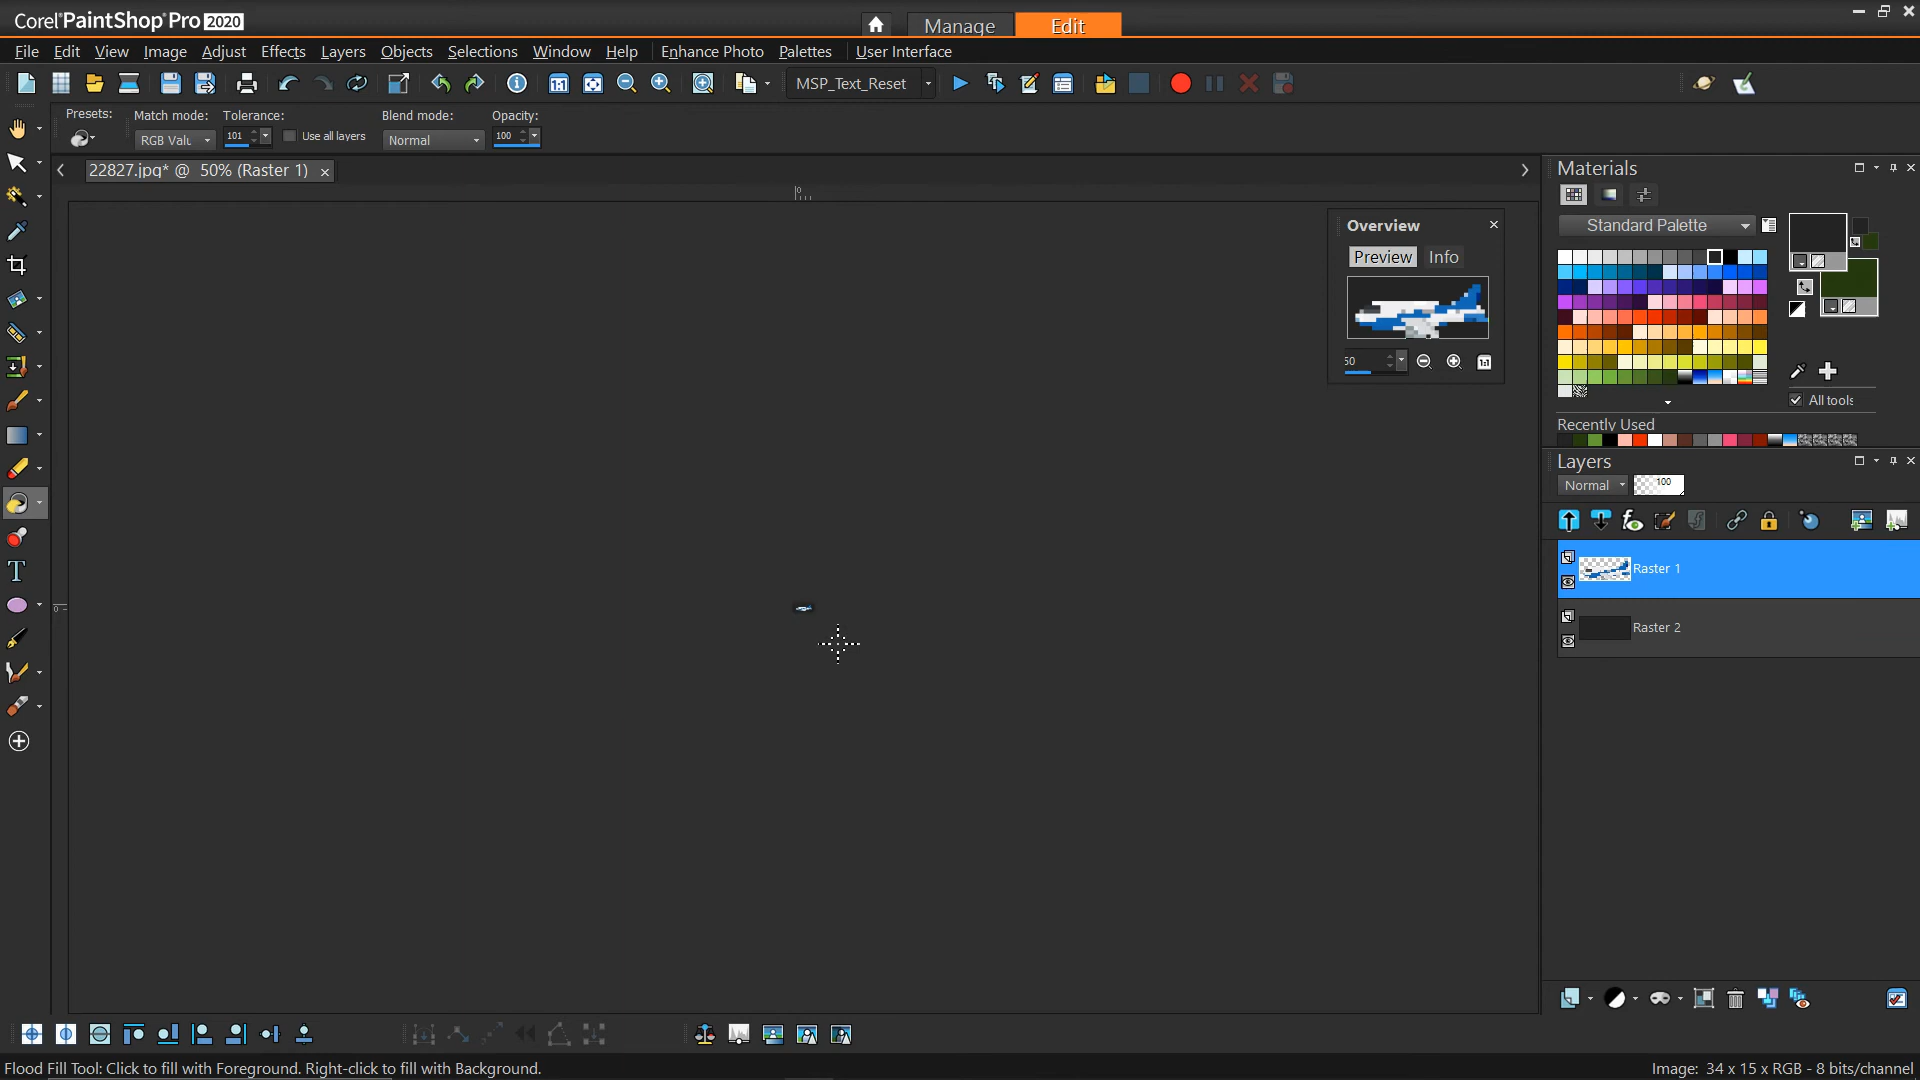 Corel PaintShop Pro 2020
Manage
Edit
File Edit View Image Adjust Effects Layers Objects Selections Window Help Enhance Photo Palettes User Interface
MSP_Text_Reset
Presets:
Match mode:
RGB Valu
Tolerance:
101
Use all layers
Blend mode:
Normal
Opacity:
100
22827.jpg* @ 50% (Raster 1)
0
0
Overview
Preview
Info
50
Materials
Standard Palette
All tools
Recently Used
Layers
Normal
100
Raster 1
Raster 2
Flood Fill Tool: Click to fill with Foreground. Right-click to fill with Background.
Image: 34 x 15 x RGB - 8 bits/channel